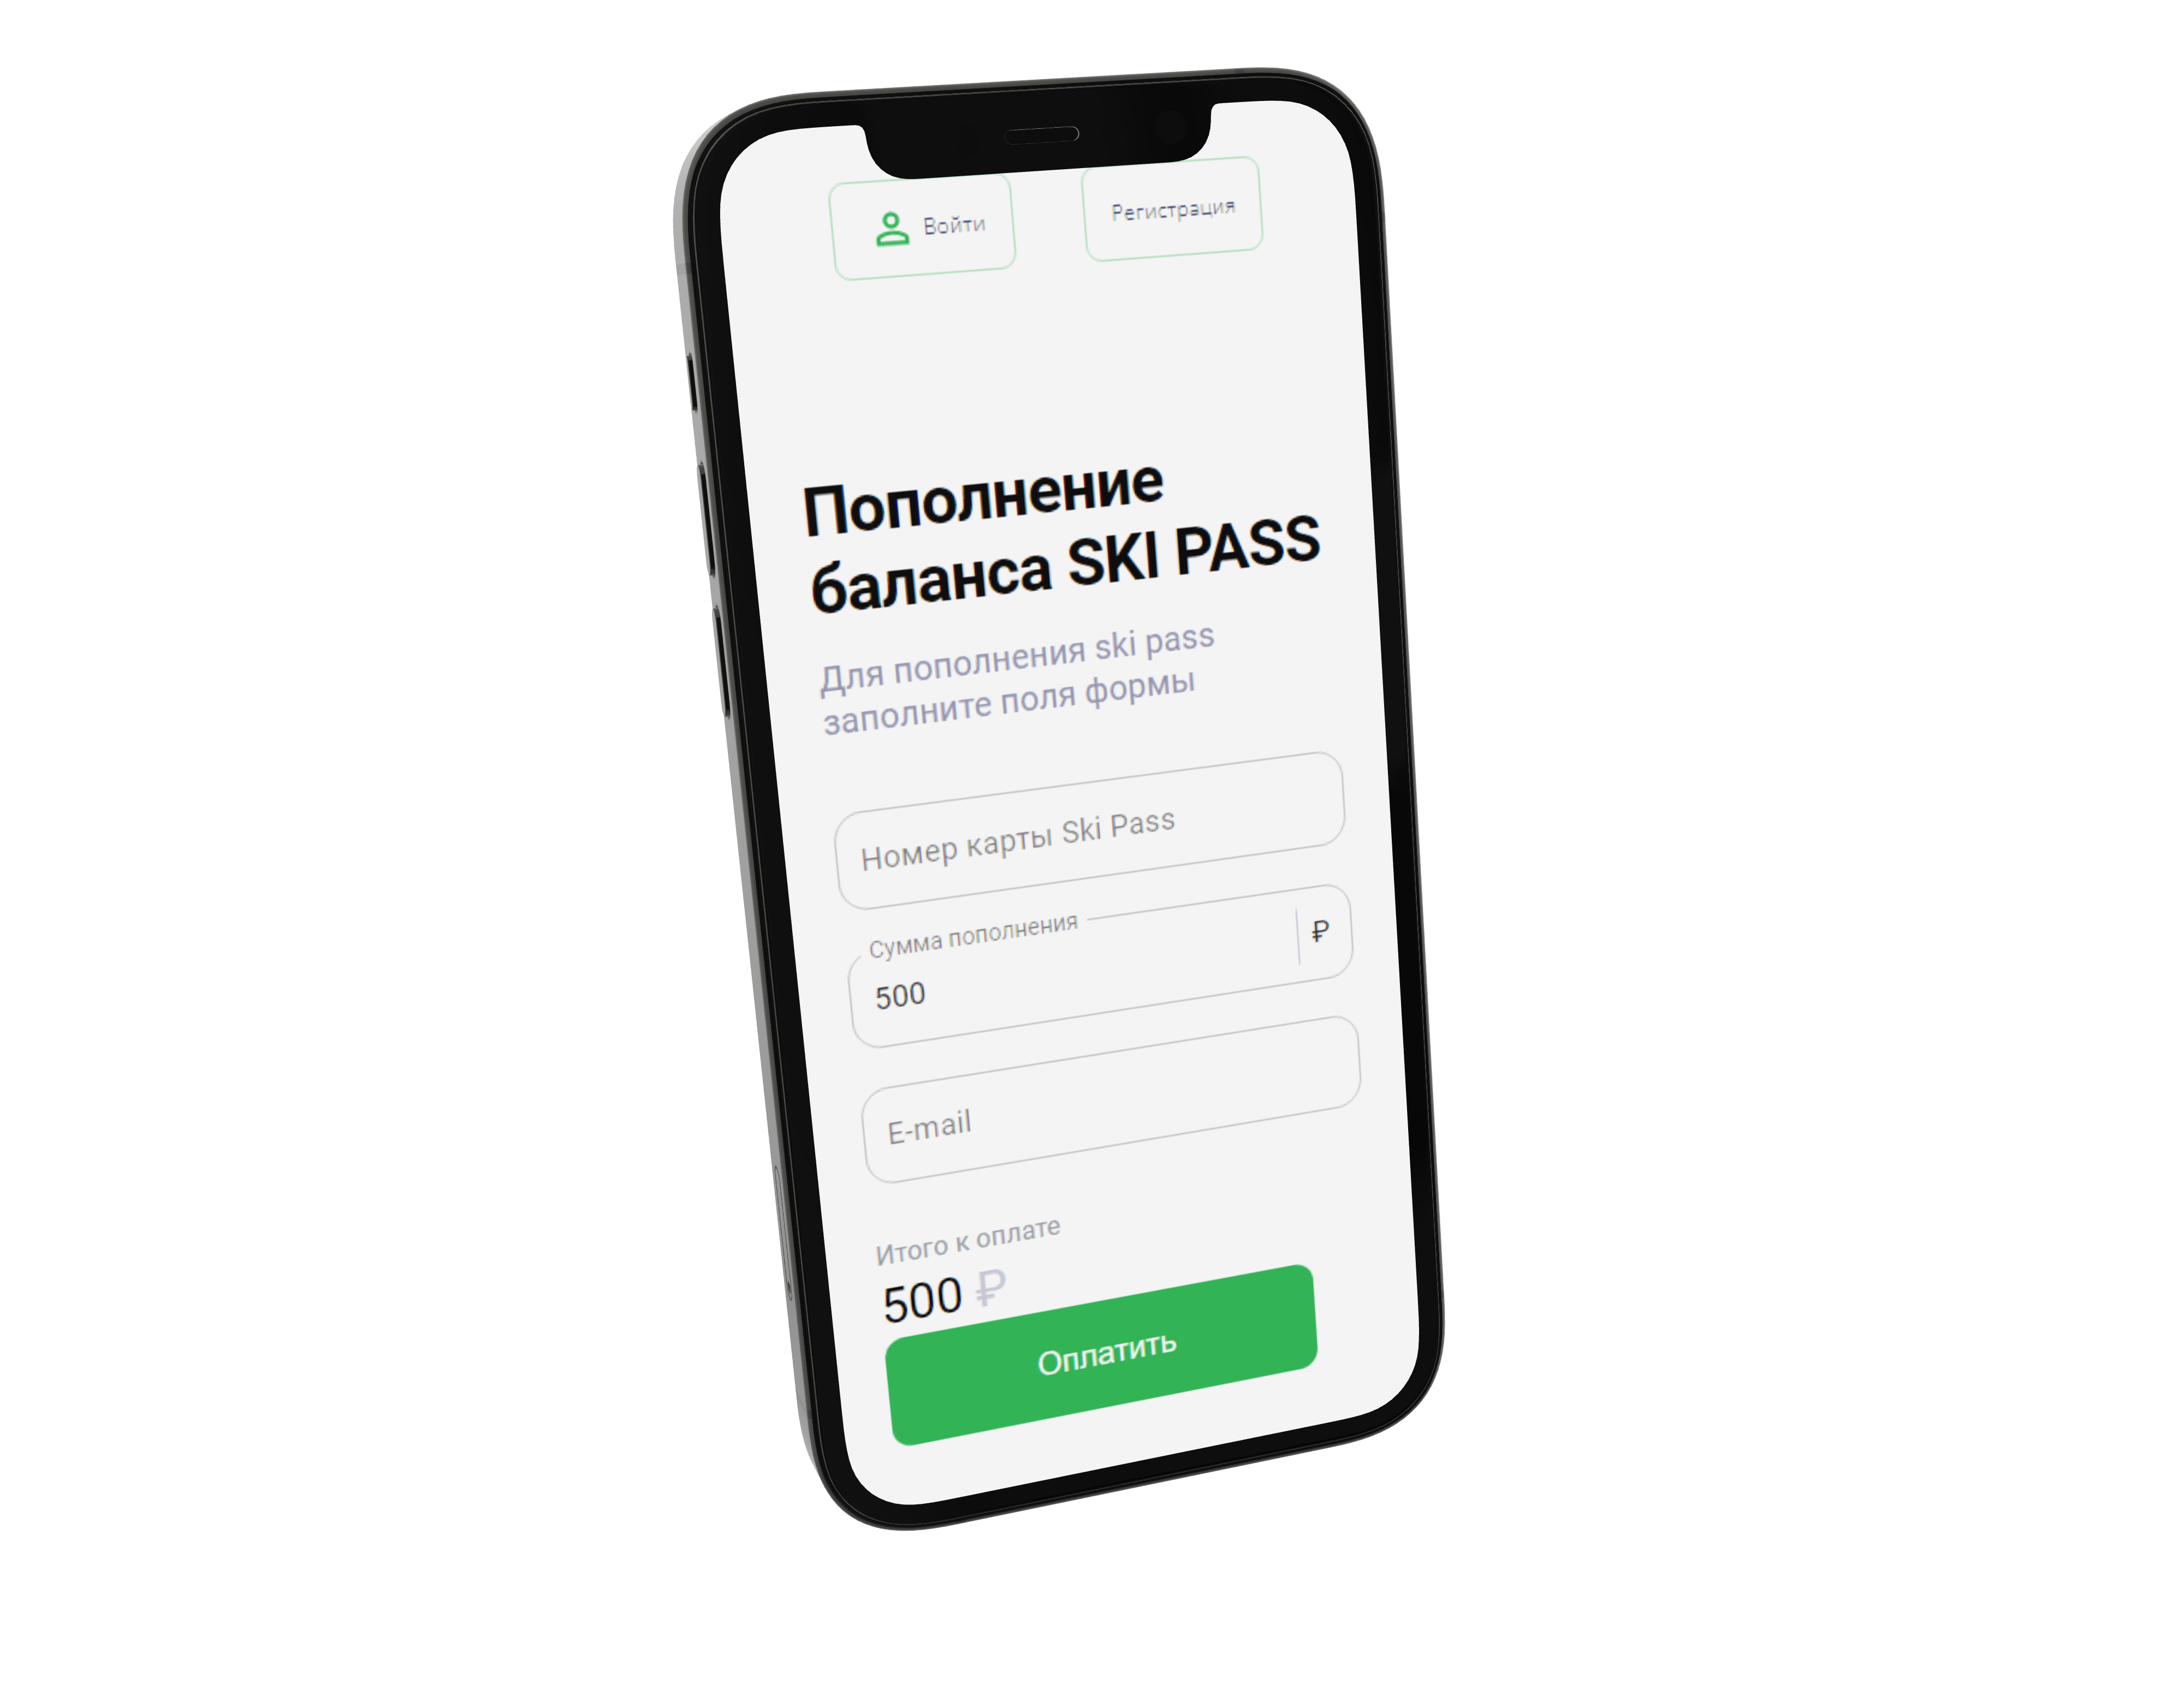 Войти
Регистрация
Пополнение
баланса SKI PASS
Для пополнения ski pass
заполните поля формы
Номер карты Ski Pass
Сумма пополнения
500 ₽
E-mail
Итого к оплате
500 ₽
Оплатить